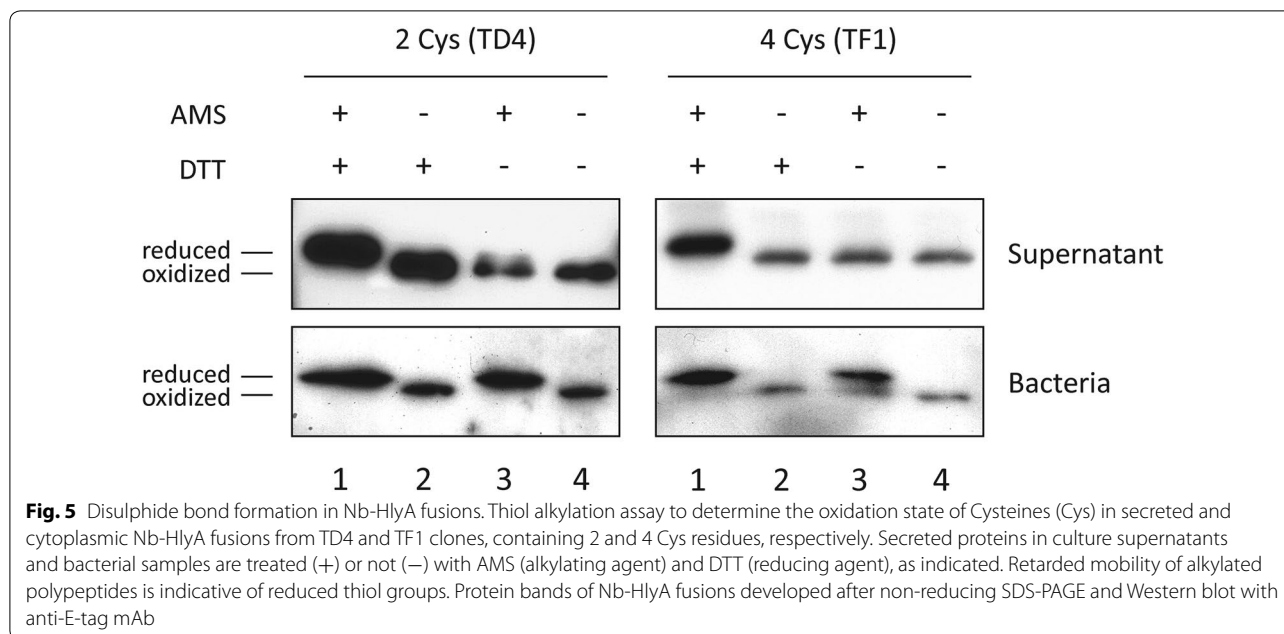 2 Cys (TD4) 4 Cys (TF1)
AMS + - + - + - + -
DTT + + - - + + - -
reduced —
oxidized —
Supernatant
reduced —
oxidized —
Bacteria
1 2 3 4 1 2 3 4
Fig. 5 Disulphide bond formation in Nb-HlyA fusions. Thiol alkylation assay to determine the oxidation state of Cysteines (Cys) in secreted and
cytoplasmic Nb-HlyA fusions from TD4 and TF1 clones, containing 2 and 4 Cys residues, respectively. Secreted proteins in culture supernatants
and bacterial samples are treated (+) or not (−) with AMS (alkylating agent) and DTT (reducing agent), as indicated. Retarded mobility of alkylated
polypeptides is indicative of reduced thiol groups. Protein bands of Nb-HlyA fusions developed after non-reducing SDS-PAGE and Western blot with
anti-E-tag mAb